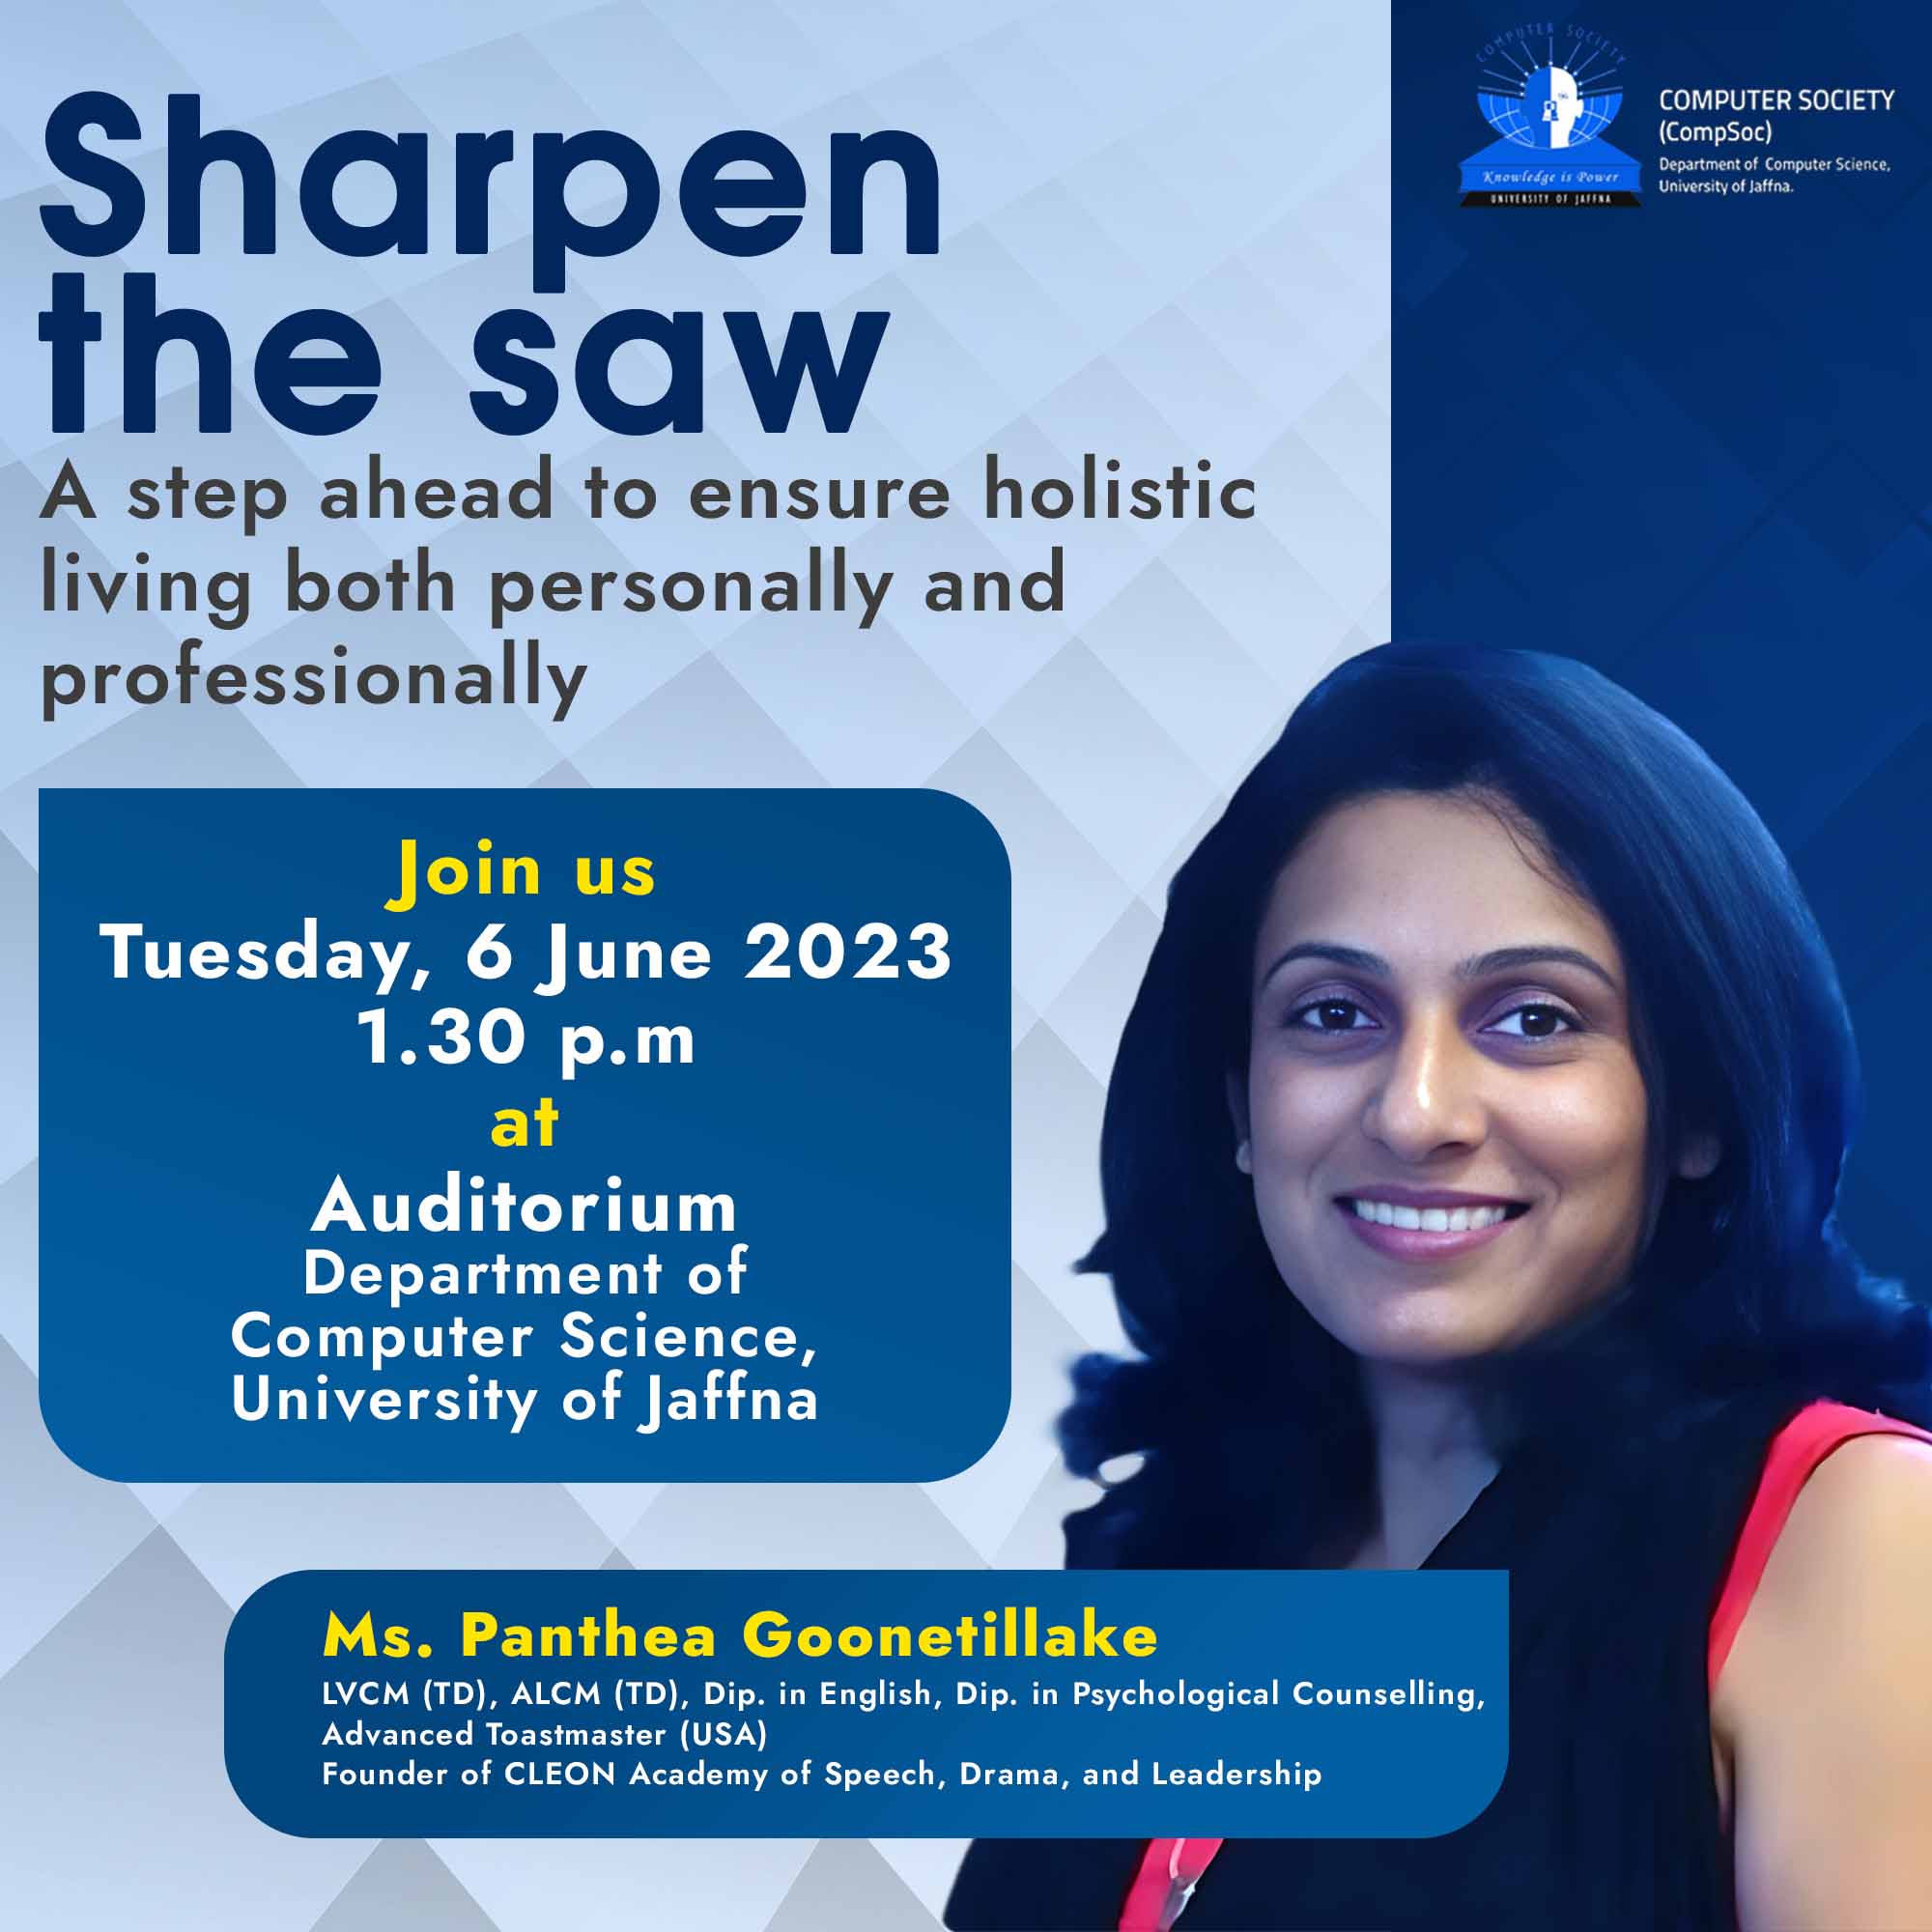 Sharpen
the saw
A step ahead to ensure holistic
living both personally and
professionally
COMPUTER SOCIETY
Knowledge is Power
UNIVERSITY OF JAFFNA
COMPUTER SOCIETY
(CompSoc)
Department of Computer Science,
University of Jaffna.
Join us
Tuesday, 6 June 2023
1.30 p.m
at
Auditorium
Department of
Computer Science,
University of Jaffna
Ms. Panthea Goonetillake
LVCM (TD), ALCM (TD), Dip. in English, Dip. in Psychological Counselling,
Advanced Toastmaster (USA)
Founder of CLEON Academy of Speech, Drama, and Leadership